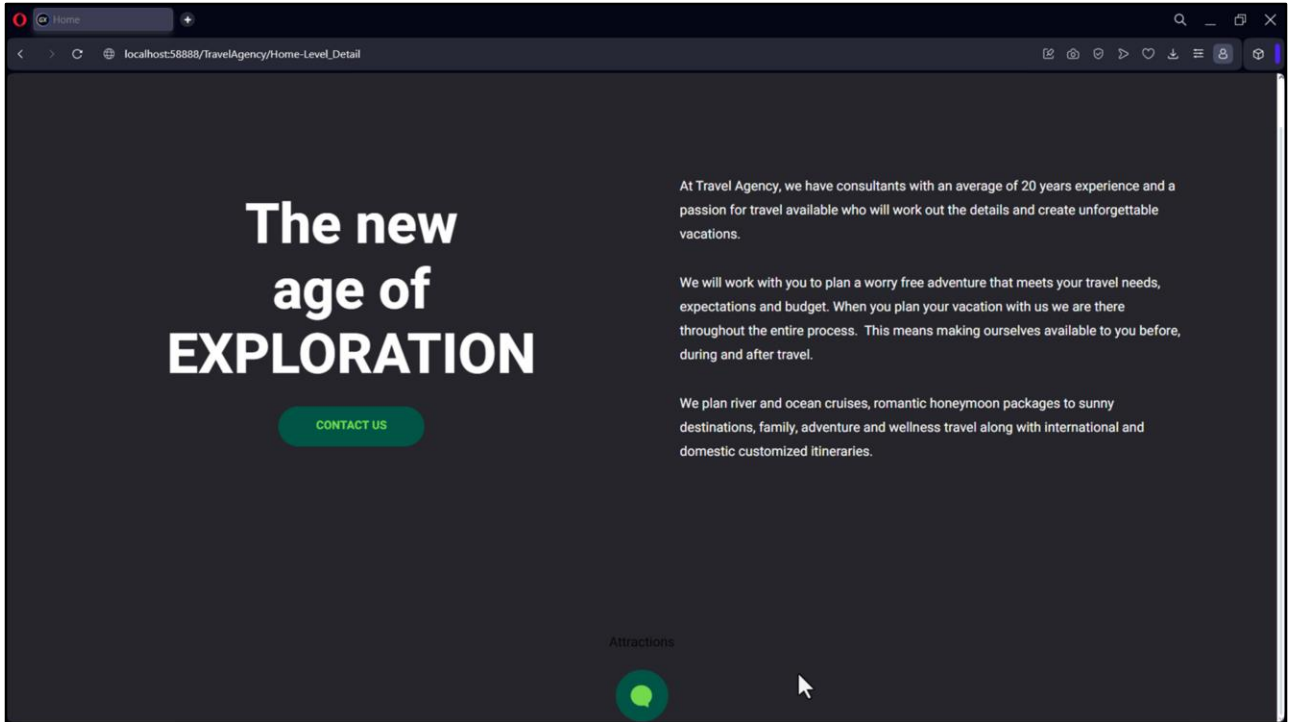 GX Home
localhost:58888/TravelAgency/Home-Level_Detail
The new
age of
EXPLORATION
CONTACT US
At Travel Agency, we have consultants with an average of 20 years experience and a
passion for travel available who will work out the details and create unforgettable
vacations.
We will work with you to plan a worry free adventure that meets your travel needs,
expectations and budget. When you plan your vacation with us we are there
throughout the entire process.  This means making ourselves available to you before,
during and after travel.
We plan river and ocean cruises, romantic honeymoon packages to sunny
destinations, family, adventure and wellness travel along with international and
domestic customized itineraries.
Attractions